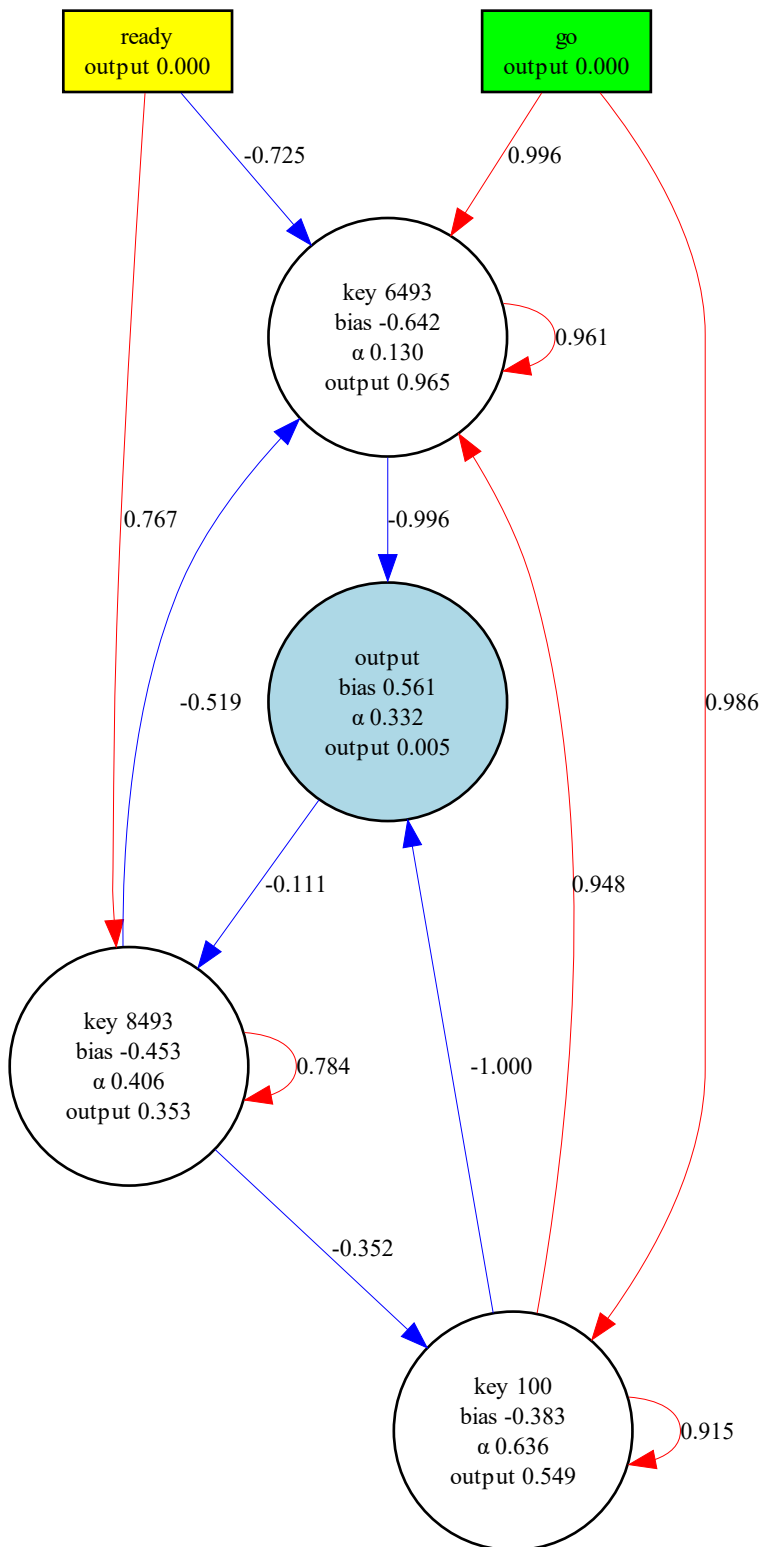 ready
output 0.000
go
output 0.000
-0.725
0.996
key 6493
bias -0.642
α 0.130
output 0.965
0.961
0.767
-0.996
-0.519
output
bias 0.561
α 0.332
output 0.005
0.986
-0.111
0.948
key 8493
bias -0.453
α 0.406
output 0.353
0.784
-1.000
-0.352
key 100
bias -0.383
α 0.636
output 0.549
0.915